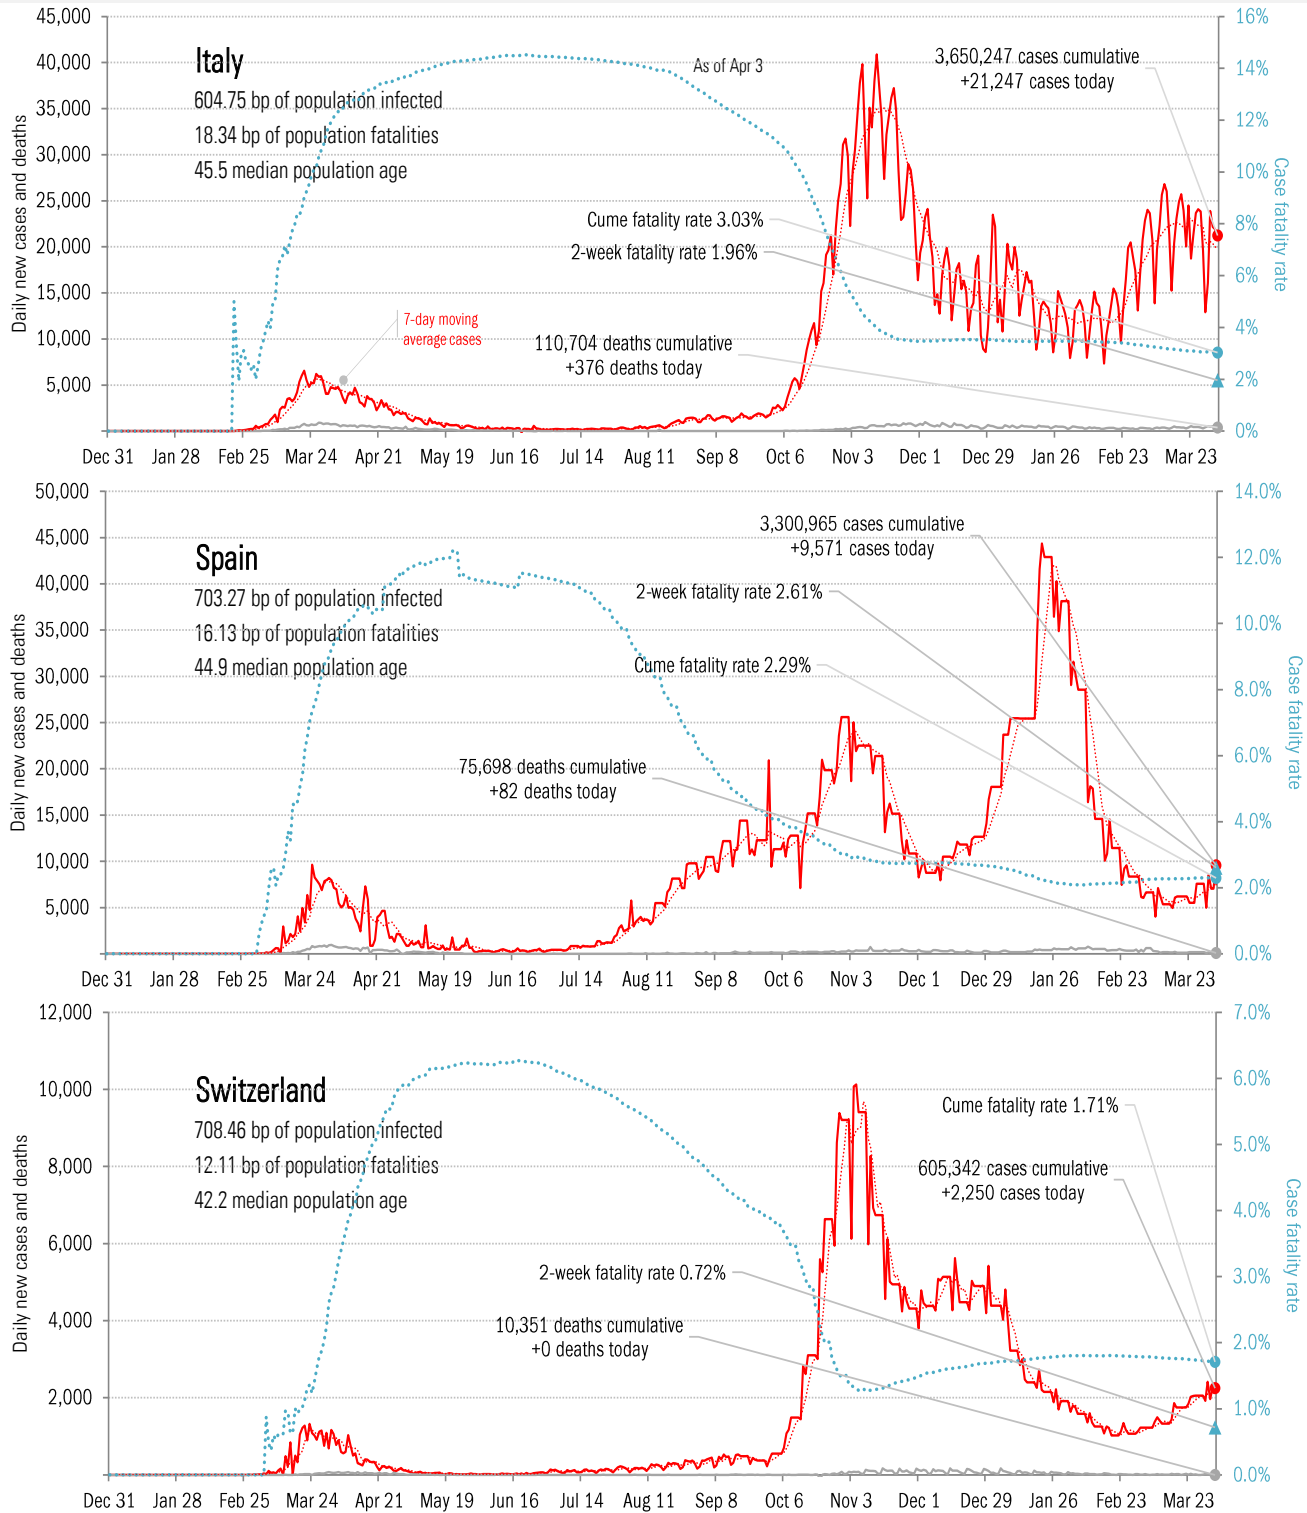 45,000
40,000
35,000
30,000
25,000
20,000
15,000
10,000
5,000
Daily new cases and deaths
Italy
604.75 bp of population infected
18.34 bp of population fatalities
45.5 median population age
As of Apr 3
3,650,247 cases cumulative
+21,247 cases today
Cume fatality rate 3.03%
2-week fatality rate 1.96%
7-day moving
average cases
110,704 deaths cumulative
+376 deaths today
16%
14%
12%
10%
8%
6%
4%
2%
0%
Case fatality rate
Dec 31 Jan 28 Feb 25 Mar 24 Apr 21 May 19 Jun 16 Jul 14 Aug 11 Sep 8 Oct 6 Nov 3 Dec 1 Dec 29 Jan 26 Feb 23 Mar 23
50,000
45,000
40,000
35,000
30,000
25,000
20,000
15,000
10,000
5,000
Daily new cases and deaths
Spain
703.27 bp of population infected
16.13 bp of population fatalities
44.9 median population age
3,300,965 cases cumulative
+9,571 cases today
2-week fatality rate 2.61%
Cume fatality rate 2.29%
75,698 deaths cumulative
+82 deaths today
14.0%
12.0%
10.0%
8.0%
6.0%
4.0%
2.0%
0.0%
Case fatality rate
Dec 31 Jan 28 Feb 25 Mar 24 Apr 21 May 19 Jun 16 Jul 14 Aug 11 Sep 8 Oct 6 Nov 3 Dec 1 Dec 29 Jan 26 Feb 23 Mar 23
12,000
10,000
8,000
6,000
4,000
2,000
Daily new cases and deaths
Switzerland
708.46 bp of population infected
12.11 bp of population fatalities
42.2 median population age
Cume fatality rate 1.71%
605,342 cases cumulative
+2,250 cases today
2-week fatality rate 0.72%
10,351 deaths cumulative
+0 deaths today
7.0%
6.0%
5.0%
4.0%
3.0%
2.0%
1.0%
0.0%
Case fatality rate
Dec 31 Jan 28 Feb 25 Mar 24 Apr 21 May 19 Jun 16 Jul 14 Aug 11 Sep 8 Oct 6 Nov 3 Dec 1 Dec 29 Jan 26 Feb 23 Mar 23